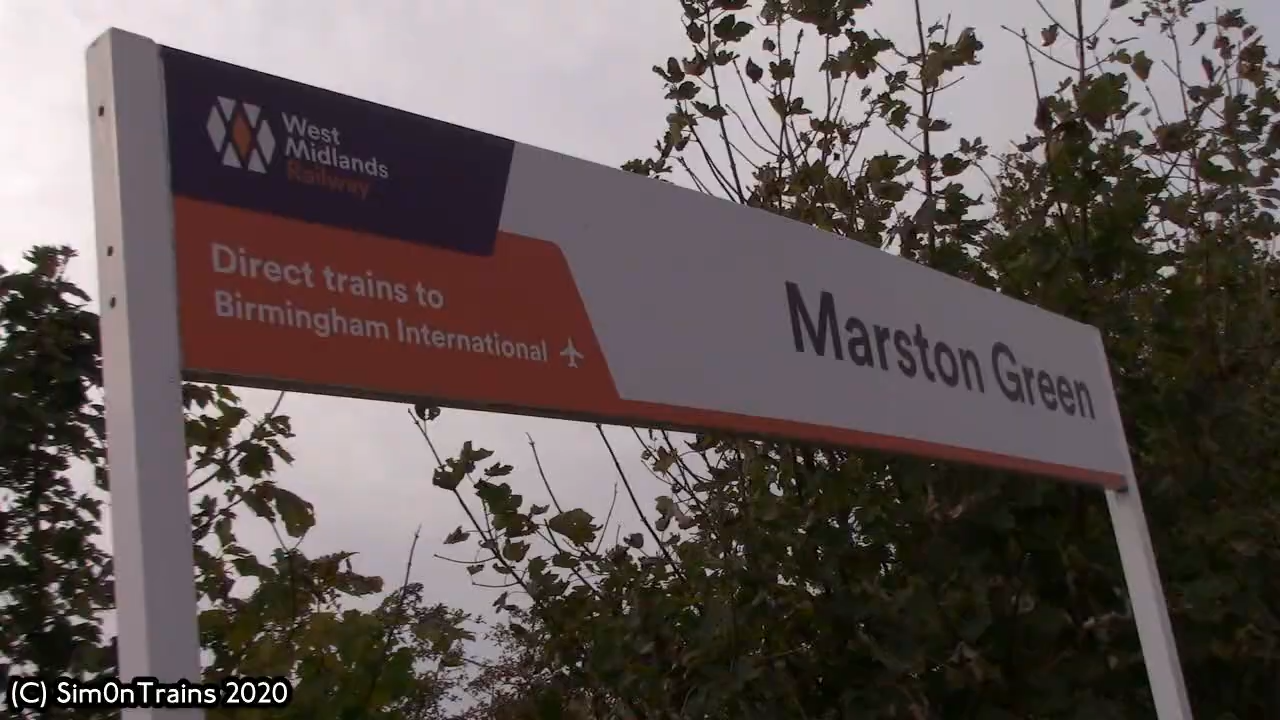 West
Midlands
Railway
Direct trains to
Birmingham International
Marston Green
(C) Sim0nTrains 2020